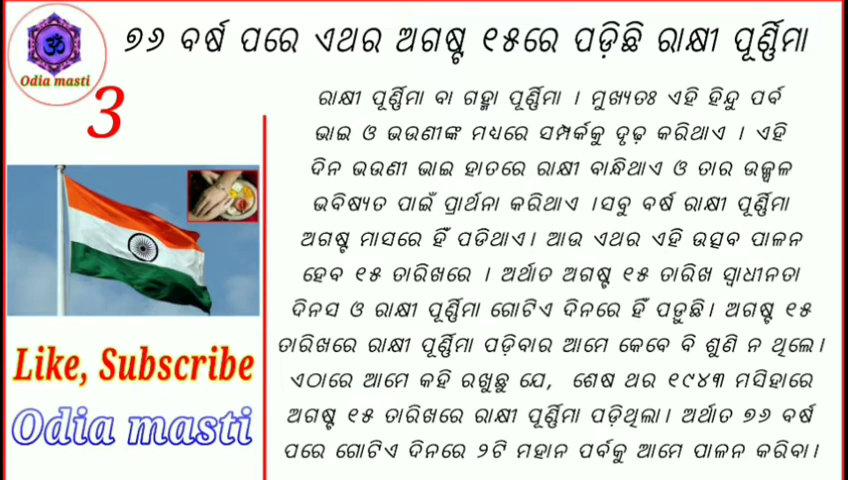 ॐ
Odia masti
୭୬ ବର୍ଷ ପରେ ଏଥର ଅଗଷ୍ଟ ୧୫ରେ ପଡ଼ିଛି ରାକ୍ଷୀ ପୂର୍ଣ୍ଣିମା
3
Like, Subscribe
Odia masti
ରାକ୍ଷୀ ପୂର୍ଣ୍ଣିମା ବା ଗହ୍ମା ପୂର୍ଣ୍ଣିମା । ମୁଖ୍ୟତଃ ଏହି ହିନ୍ଦୁ ପର୍ବ
ଭାଇ ଓ ଭଉଣୀଙ୍କ ମଧ୍ୟରେ ସମ୍ପର୍କକୁ ଦୃଢ଼ କରିଥାଏ । ଏହି
ଦିନ ଭଉଣୀ ଭାଇ ହାତରେ ରାକ୍ଷୀ ବାନ୍ଧିଥାଏ ଓ ତାର ଉଜ୍ଜ୍ୱଳ
ଭବିଷ୍ୟତ ପାଇଁ ପ୍ରାର୍ଥନା କରିଥାଏ ।ସବୁ ବର୍ଷ ରାକ୍ଷୀ ପୂର୍ଣ୍ଣିମା
ଅଗଷ୍ଟ ମାସରେ ହିଁ ପଡିଥାଏ। ଆଉ ଏଥର ଏହି ଉତ୍ସବ ପାଳନ
ହେବ ୧୫ ତାରିଖରେ । ଅର୍ଥାତ ଅଗଷ୍ଟ ୧୫ ତାରିଖ ସ୍ୱାଧୀନତା
ଦିନସ ଓ ରାକ୍ଷୀ ପୂର୍ଣ୍ଣିମା ଗୋଟିଏ ଦିନରେ ହିଁ ପଡୁଛି। ଅଗଷ୍ଟ ୧୫
ତାରିଖରେ ରାକ୍ଷୀ ପୂର୍ଣ୍ଣିମା ପଡ଼ିବାର ଆମେ କେବେ ବି ଶୁଣି ନ ଥିଲେ।
ଏଠାରେ ଆମେ କହି ରଖୁଛୁ ଯେ, ଶେଷ ଥର ୧୯୪୩ ମସିହାରେ
ଅଗଷ୍ଟ ୧୫ ତାରିଖରେ ରାକ୍ଷୀ ପୂର୍ଣ୍ଣିମା ପଡ଼ିଥିଲା। ଅର୍ଥାତ ୭୬ ବର୍ଷ
ପରେ ଗୋଟିଏ ଦିନରେ ୨ଟି ମହାନ ପର୍ବକୁ ଆମେ ପାଳନ କରିବା।